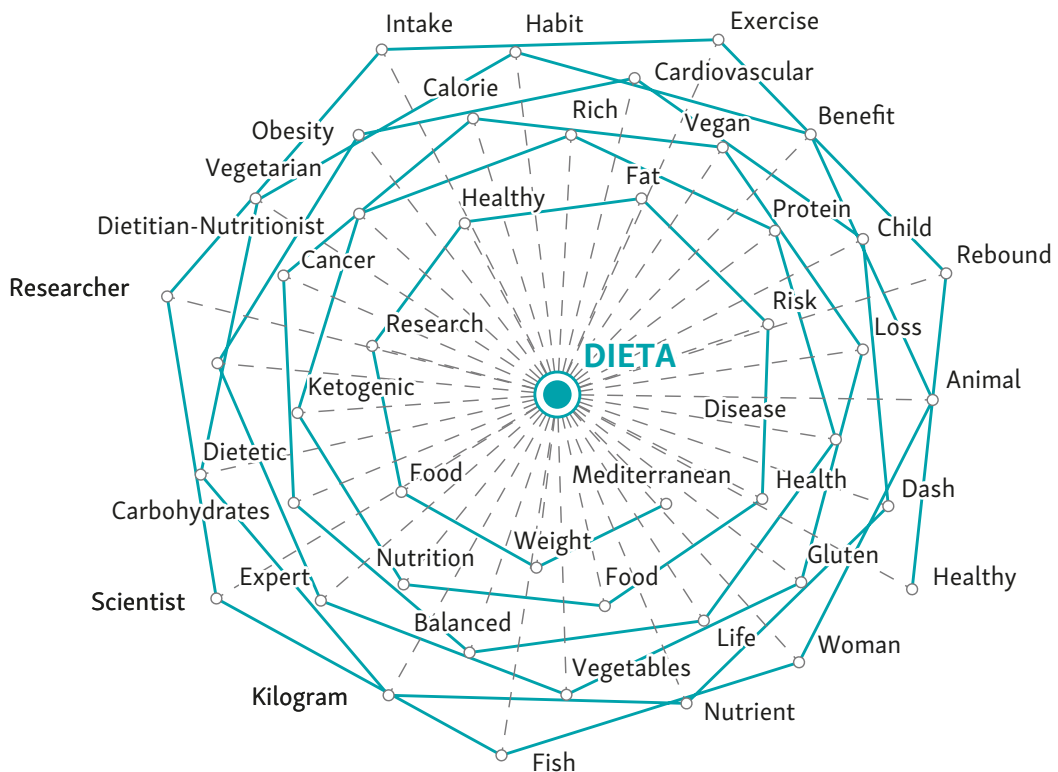 Intake
Habit
Exercise
Cardiovascular
Calorie
Rich
Vegan
Benefit
Obesity
Vegetarian
Healthy
Fat
Dietitian-Nutritionist
Protein
Child
Cancer
Rebound
Researcher
Research
Risk
Loss
DIETA
Ketogenic
Animal
Disease
Dietetic
Food
Mediterranean
Health
Dash
Carbohydrates
Weight
Gluten
Nutrition
Food
Expert
Healthy
Scientist
Balanced
Life
Woman
Vegetables
Kilogram
Nutrient
Fish